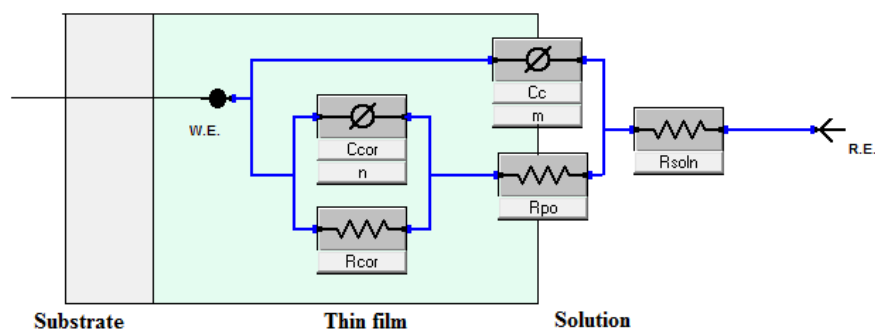 Cc
m
W.E.
Ccor
n
Rsoln
R.E.
Rpo
Rcor
Substrate
Thin film
Solution